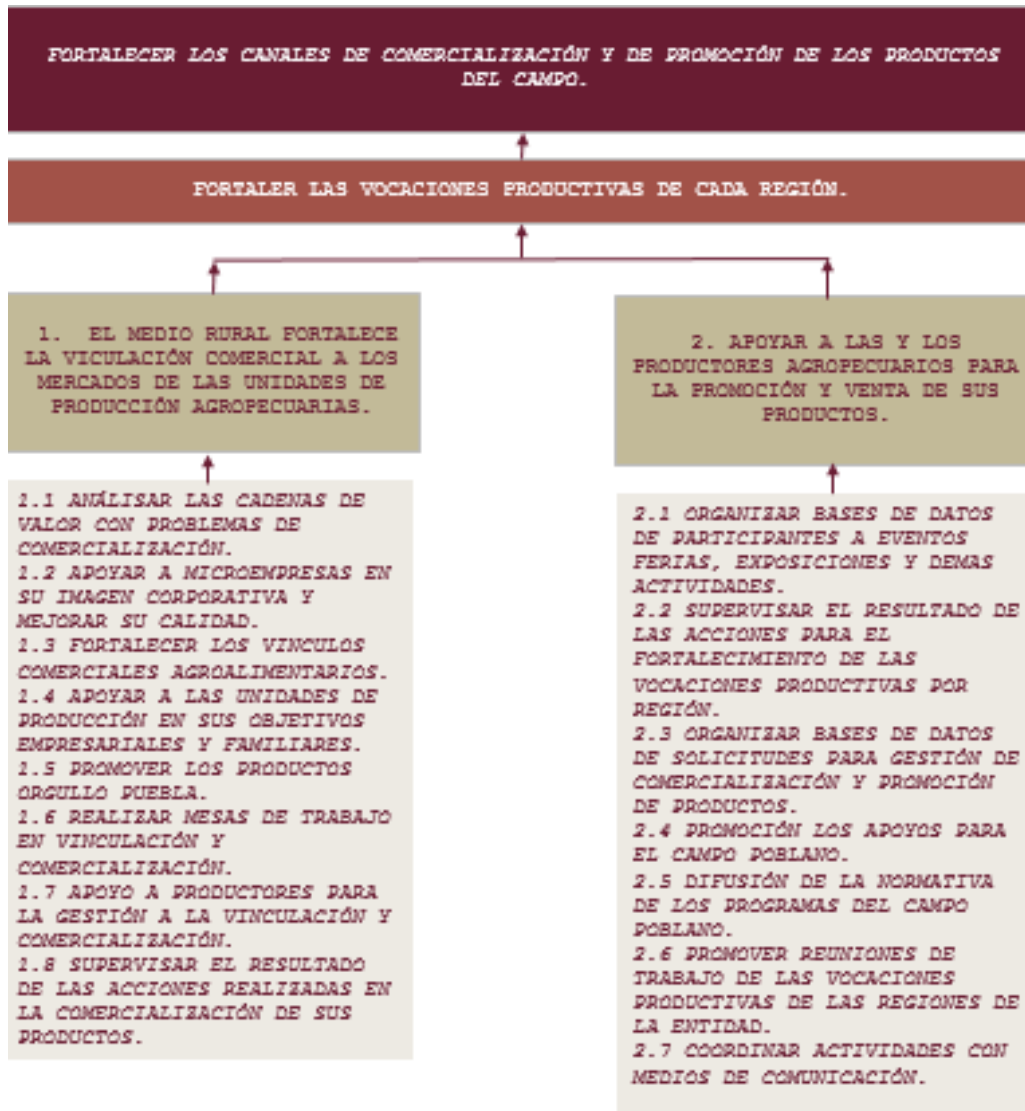 FORTALECER LOS CANALES DE COMERCIALIZACIÓN Y DE PROMOCIÓN DE LOS PRODUCTOS
DEL CAMPO.
FORTALER LAS VOCACIONES PRODUCTIVAS DE CADA REGIÓN.
1. EL MEDIO RURAL FORTALECE
LA VICULACIÓN COMERCIAL A LOS
MERCADOS DE LAS UNIDADES DE
PRODUCCIÓN AGROPECUARIAS.
1.1 ANÁLISAR LAS CADENAS DE
VALOR CON PROBLEMAS DE
COMERCIALIZACIÓN.
1.2 APOYAR A MICROEMPRESAS EN
SU IMAGEN CORPORATIVA Y
MEJORAR SU CALIDAD.
1.3 FORTALECER LOS VINCULOS
COMERCIALES AGROALIMENTARIOS.
1.4 APOYAR A LAS UNIDADES DE
PRODUCCIÓN EN SUS OBJETIVOS
EMPRESARIALES Y FAMILIARES.
1.5 PROMOVER LOS PRODUCTOS
ORGULLO PUEBLA.
1.6 REALIZAR MESAS DE TRABAJO
EN VINCULACIÓN Y
COMERCIALIZACIÓN.
1.7 APOYO A PRODUCTORES PARA
LA GESTIÓN A LA VINCULACIÓN Y
COMERCIALIZACIÓN.
1.8 SUPERVISAR EL RESULTADO
DE LAS ACCIONES REALIZADAS EN
LA COMERCIALIZACIÓN DE SUS
PRODUCTOS.
2. APOYAR A LAS Y LOS
PRODUCTORES AGROPECUARIOS PARA
LA PROMOCIÓN Y VENTA DE SUS
PRODUCTOS.
2.1 ORGANIZAR BASES DE DATOS
DE PARTICIPANTES A EVENTOS
FERIAS, EXPOSICIONES Y DEMAS
ACTIVIDADES.
2.2 SUPERVISAR EL RESULTADO DE
LAS ACCIONES PARA EL
FORTALECIMIENTO DE LAS
VOCACIONES PRODUCTIVAS POR
REGIÓN.
2.3 ORGANIZAR BASES DE DATOS
DE SOLICITUDES PARA GESTIÓN DE
COMERCIALIZACIÓN Y PROMOCIÓN
DE PRODUCTOS.
2.4 PROMOCIÓN LOS APOYOS PARA
EL CAMPO POBLANO.
2.5 DIFUSIÓN DE LA NORMATIVA
DE LOS PROGRAMAS DEL CAMPO
POBLANO.
2.6 PROMOVER REUNIONES DE
TRABAJO DE LAS VOCACIONES
PRODUCTIVAS DE LAS REGIONES DE
LA ENTIDAD.
2.7 COORDINAR ACTIVIDADES CON
MEDIOS DE COMUNICACIÓN.